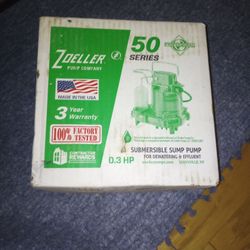 ZOELLER
PUMP COMPANY
50
SERIES
MADE IN THE USA
3 Year
Warranty
100% FACTORY
TESTED
CONTRACTOR
REWARDS
0.3 HP
SUBMERSIBLE SUMP PUMP
FOR DEWATERING & EFFLUENT